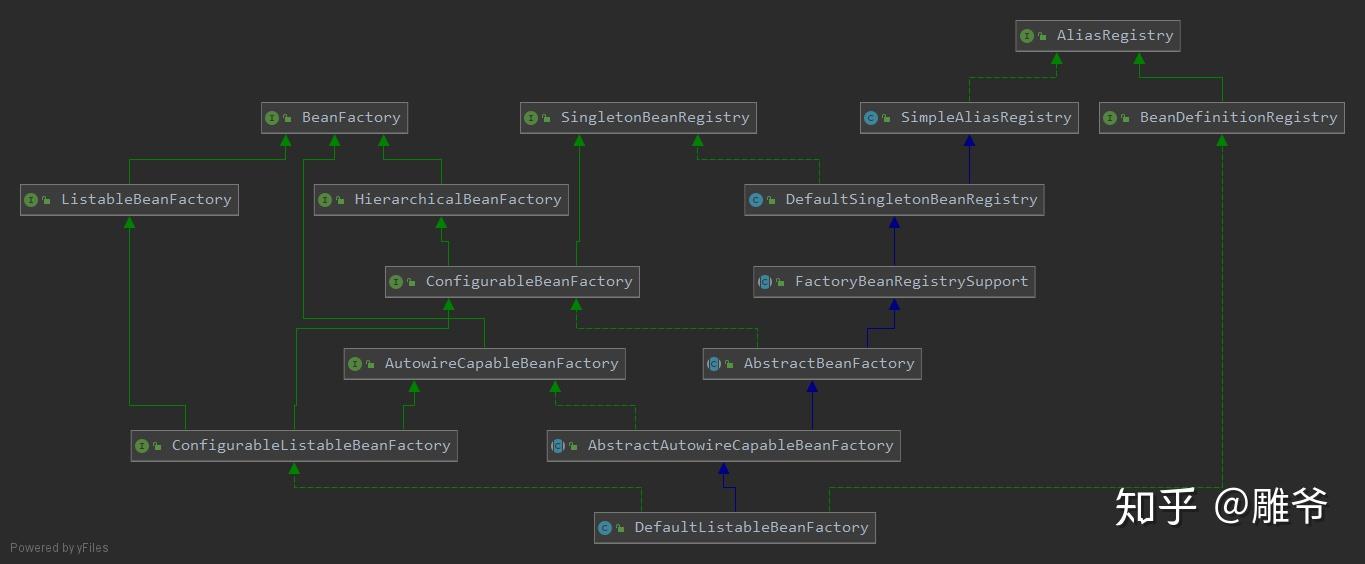 AliasRegistry
BeanFactory
SingletonBeanRegistry
SimpleAliasRegistry
BeanDefinitionRegistry
ListableBeanFactory
HierarchicalBeanFactory
DefaultSingletonBeanRegistry
ConfigurableBeanFactory
FactoryBeanRegistrySupport
AutowireCapableBeanFactory
AbstractBeanFactory
ConfigurableListableBeanFactory
AbstractAutowireCapableBeanFactory
DefaultListableBeanFactory
知乎 @雕爷
Powered by yFiles